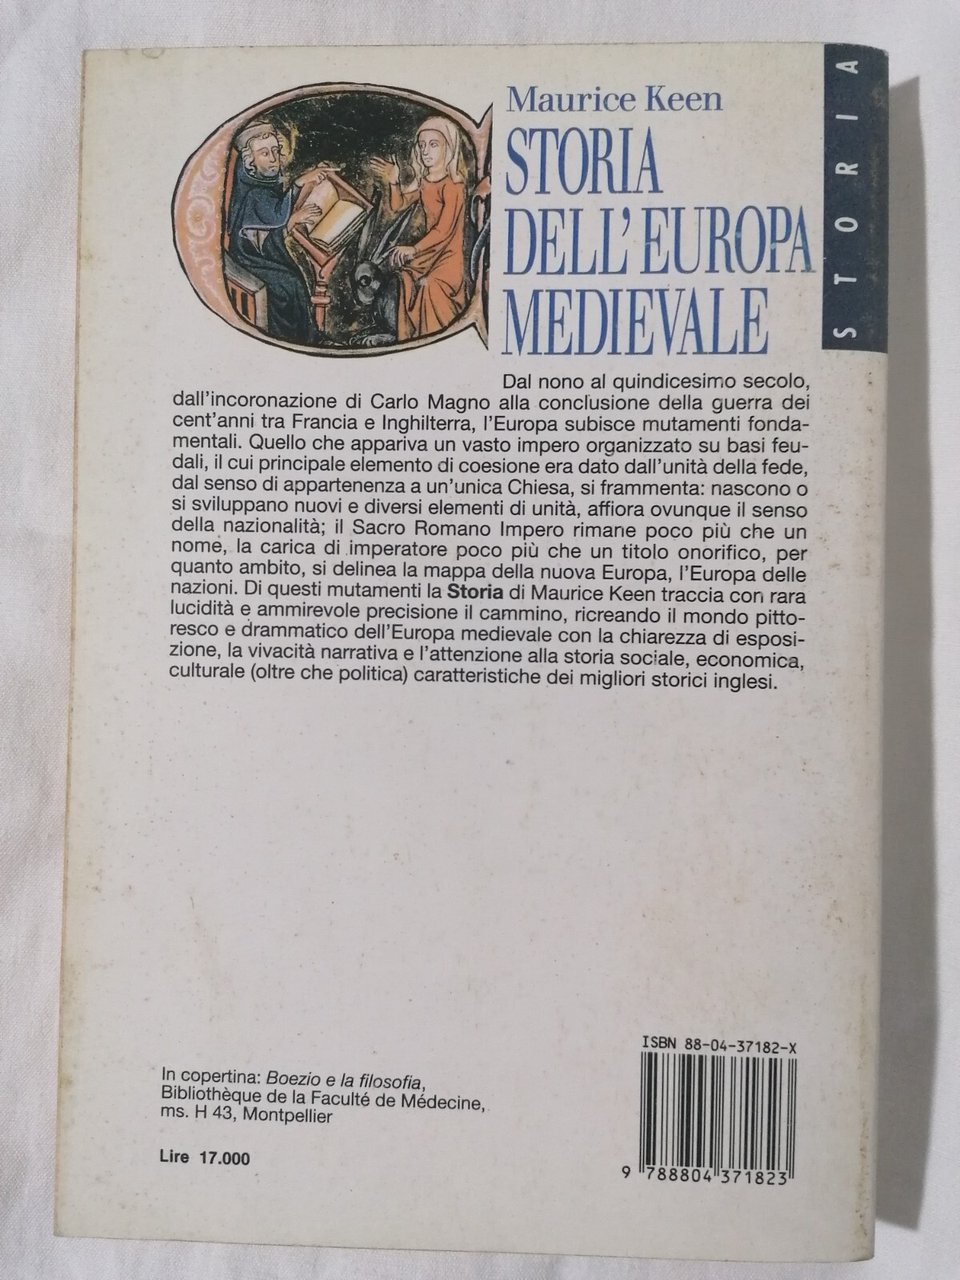 Maurice Keen
STORIA
DELL'EUROPA
MEDIEVALE
STORIA
Dal nono al quindicesimo secolo,
dall'incoronazione di Carlo Magno alla conclusione della guerra dei
cent'anni tra Francia e Inghilterra, l'Europa subisce mutamenti fonda-
mentali. Quello che appariva un vasto impero organizzato su basi feu-
dali, il cui principale elemento di coesione era dato dall'unità della fede,
dal senso di appartenenza a un'unica Chiesa, si frammenta: nascono o
si sviluppano nuovi e diversi elementi di unità, affiora ovunque il senso
della nazionalità; il Sacro Romano Impero rimane poco più che un
nome, la carica di imperatore poco più che un titolo onorifico, per
quanto ambito, si delinea la mappa della nuova Europa, l'Europa delle
nazioni. Di questi mutamenti la Storia di Maurice Keen traccia con rara
lucidità e ammirevole precisione il cammino, ricreando il mondo pitto-
resco e drammatico dell'Europa medievale con la chiarezza di esposi-
zione, la vivacità narrativa e l'attenzione alla storia sociale, economica,
culturale (oltre che politica) caratteristiche dei migliori storici inglesi.
In copertina: Boezio e la filosofia,
Bibliothèque de la Faculté de Médecine,
ms. H 43, Montpellier
Lire 17.000
ISBN 88-04-37182-X
9 788804 371823